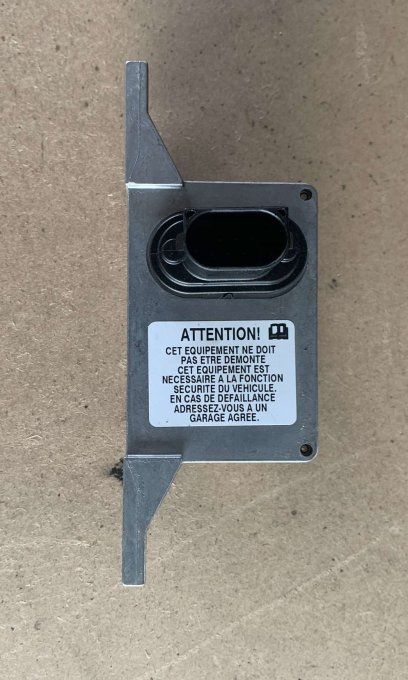 ATTENTION!
CET EQUIPEMENT NE DOIT
PAS ETRE DEMONTE
CET EQUIPEMENT EST
NECESSAIRE A LA FONCTION
SECURITE DU VEHICULE.
EN CAS DE DEFAILLANCE
ADRESSEZ-VOUS A UN
GARAGE AGREE.